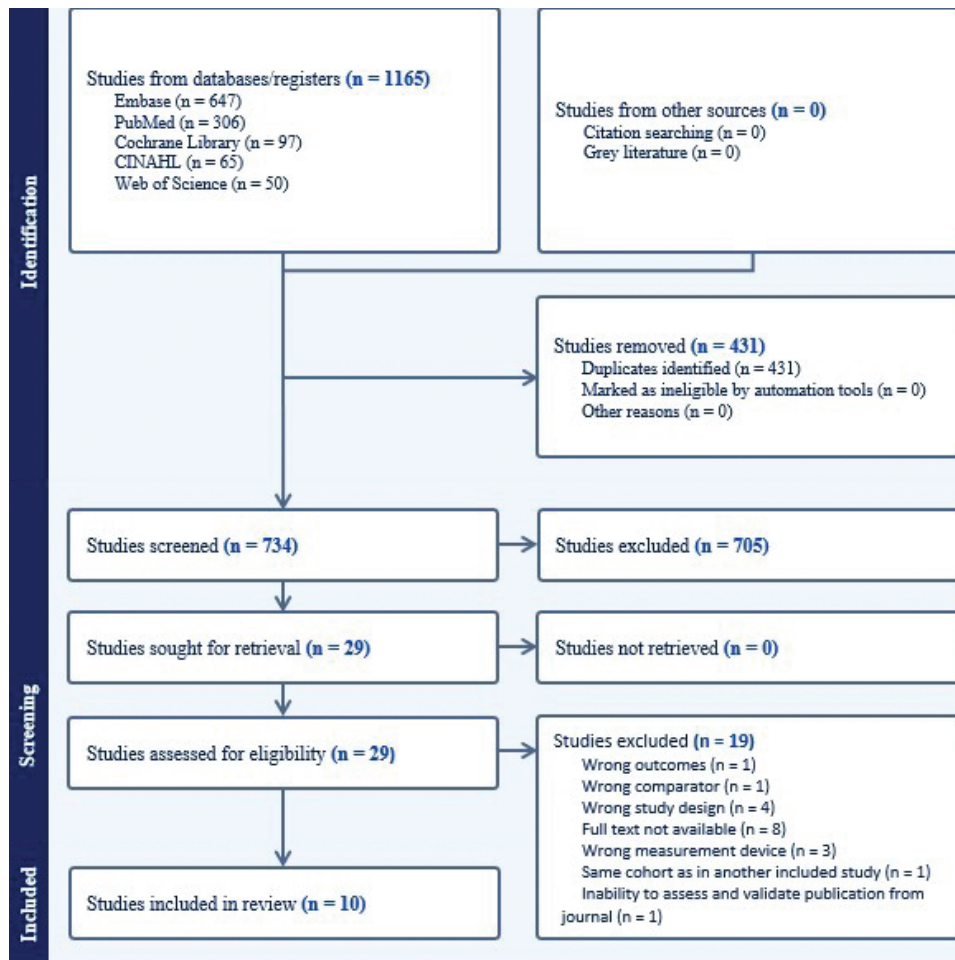 Studies from databases/registers (n = 1165)
Embase (n = 647)
PubMed (n = 306)
Cochrane Library (n = 97)
CINAHL (n = 65)
Web of Science (n = 50)
Studies from other sources (n = 0)
Citation searching (n = 0)
Grey literature (n = 0)
Identification
Studies removed (n = 431)
Duplicates identified (n = 431)
Marked as ineligible by automation tools (n = 0)
Other reasons (n = 0)
Studies screened (n = 734)
Studies excluded (n = 705)
Studies sought for retrieval (n = 29)
Studies not retrieved (n = 0)
Screening
Studies assessed for eligibility (n = 29)
Studies excluded (n = 19)
Wrong outcomes (n = 1)
Wrong comparator (n = 1)
Wrong study design (n = 4)
Full text not available (n = 8)
Wrong measurement device (n = 3)
Same cohort as in another included study (n = 1)
Inability to assess and validate publication from
journal (n = 1)
Included
Studies included in review (n = 10)